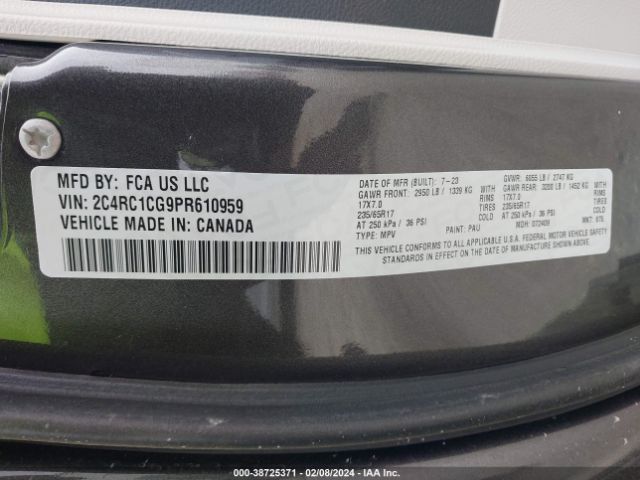 MFD BY: FCA US LLC
VIN: 2C4RC1CG9PR610959
VEHICLE MADE IN: CANADA
DATE OF MFR (BUILT): 7-23 GVWR: 6055 LB / 2747 KG
GAWR FRONT: 2950 LB / 1339 KG GAWR REAR: 3200 LB / 1452 KG
WITH WITH
17X7.0 RIMS 17X7.0 RIMS
235/65R17 TIRES 235/65R17 TIRES
AT 250 kPa / 36 PSI AT 250 kPa / 36 PSI
TYPE: MPV PAINT: PAU MDH: 072409 MNT: 876
THIS VEHICLE CONFORMS TO ALL APPLICABLE U.S.A. FEDERAL MOTOR VEHICLE SAFETY
STANDARDS IN EFFECT ON THE DATE OF MANUFACTURE SHOWN ABOVE.
000-38725371 - 02/08/2024 - IAA Inc.